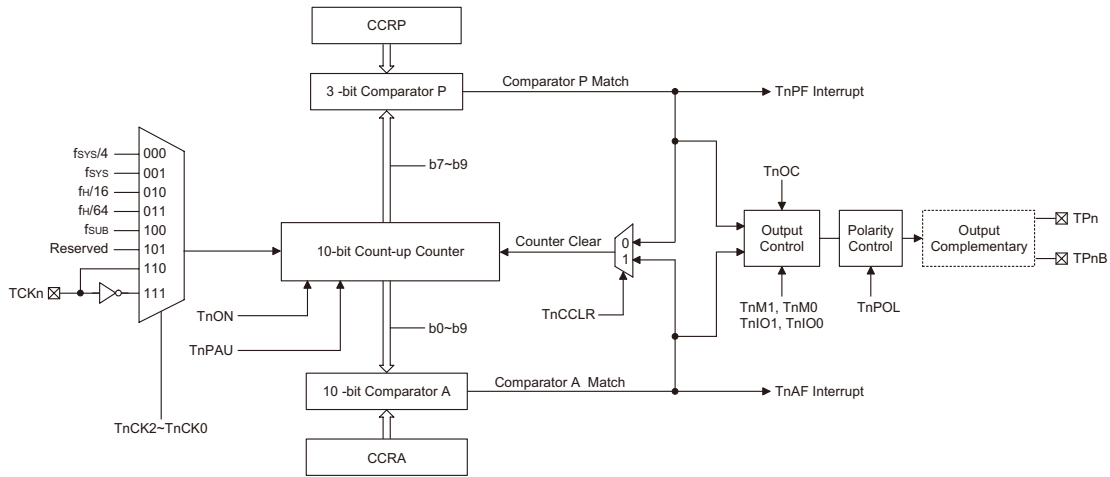 CCRP
3 -bit Comparator P
Comparator P Match
TnPF Interrupt
b7~b9
fSYS/4
000
fSYS
001
fH/16
010
fH/64
011
fSUB
100
Reserved
101
110
TCKn
111
10-bit Count-up Counter
Counter Clear
0
1
TnOC
Output
Control
Polarity
Control
Output
Complementary
TPn
TPnB
TnON
TnPAU
b0~b9
TnCCLR
TnM1, TnM0
TnIO1, TnIO0
TnPOL
10 -bit Comparator A
Comparator A  Match
TnAF Interrupt
TnCK2~TnCK0
CCRA